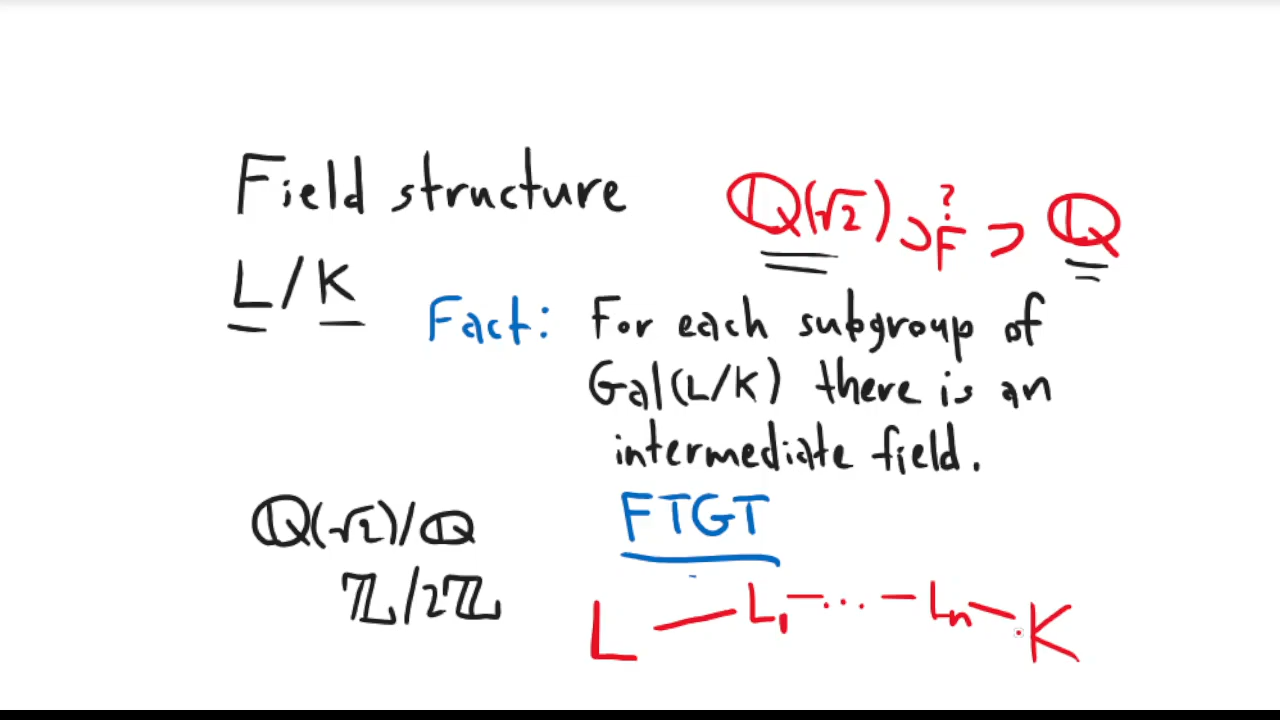 Field structure
ℚ(√2) ⊃ F ⊃ ℚ
?
L/K
Fact: For each subgroup of
Gal(L/K) there is an
intermediate field.
FTGT
ℚ(√2)/ℚ
ℤ/2ℤ
L — L₁ — ... — Lₙ — K